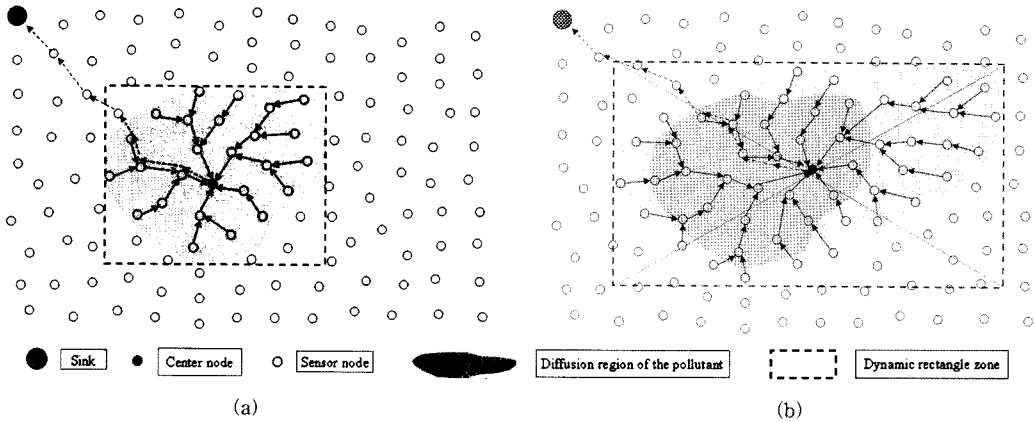 Sink
Center node
Sensor node
Diffusion region of the pollutant
Dynamic rectangle zone
(a)
(b)